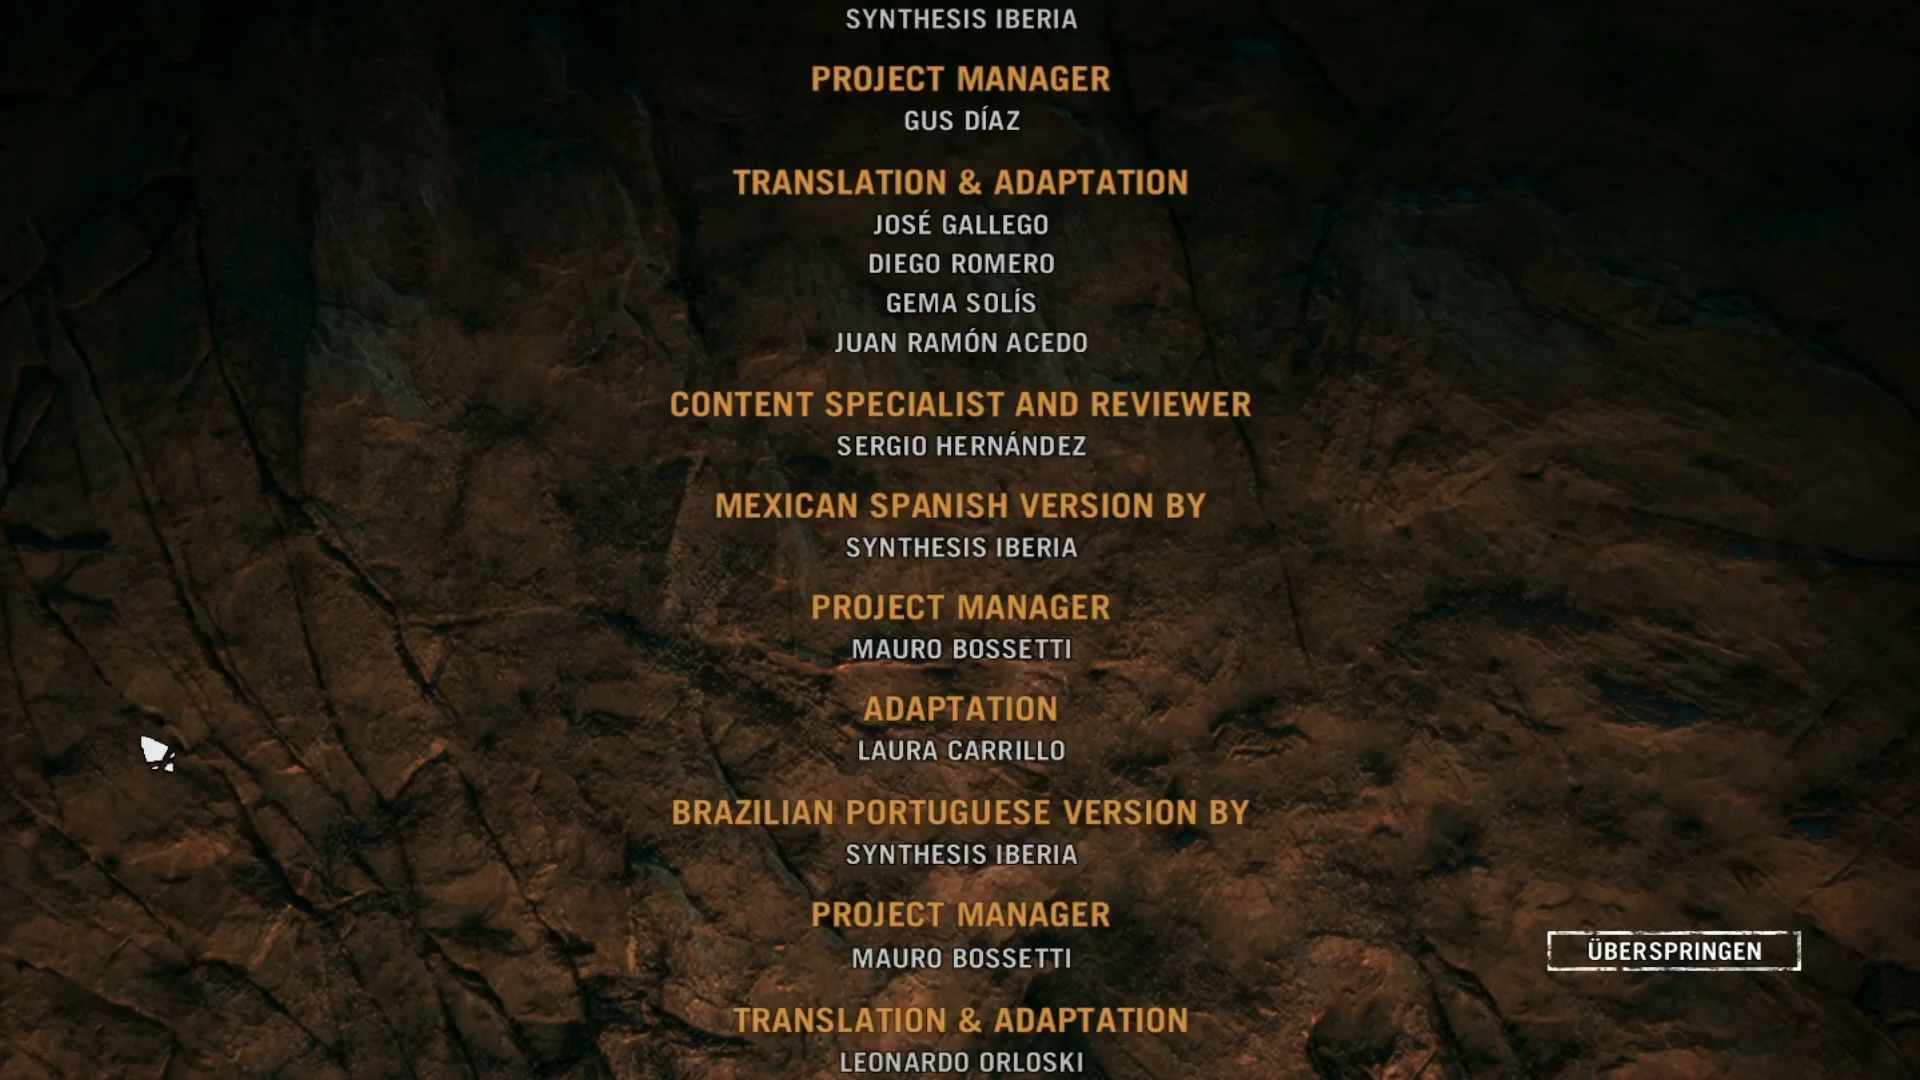 SYNTHESIS IBERIA
PROJECT MANAGER
GUS DÍAZ
TRANSLATION & ADAPTATION
JOSÉ GALLEGO
DIEGO ROMERO
GEMA SOLÍS
JUAN RAMÓN ACEDO
CONTENT SPECIALIST AND REVIEWER
SERGIO HERNÁNDEZ
MEXICAN SPANISH VERSION BY
SYNTHESIS IBERIA
PROJECT MANAGER
MAURO BOSSETTI
ADAPTATION
LAURA CARRILLO
BRAZILIAN PORTUGUESE VERSION BY
SYNTHESIS IBERIA
PROJECT MANAGER
MAURO BOSSETTI
ÜBERSPRINGEN
TRANSLATION & ADAPTATION
LEONARDO ORLOSKI